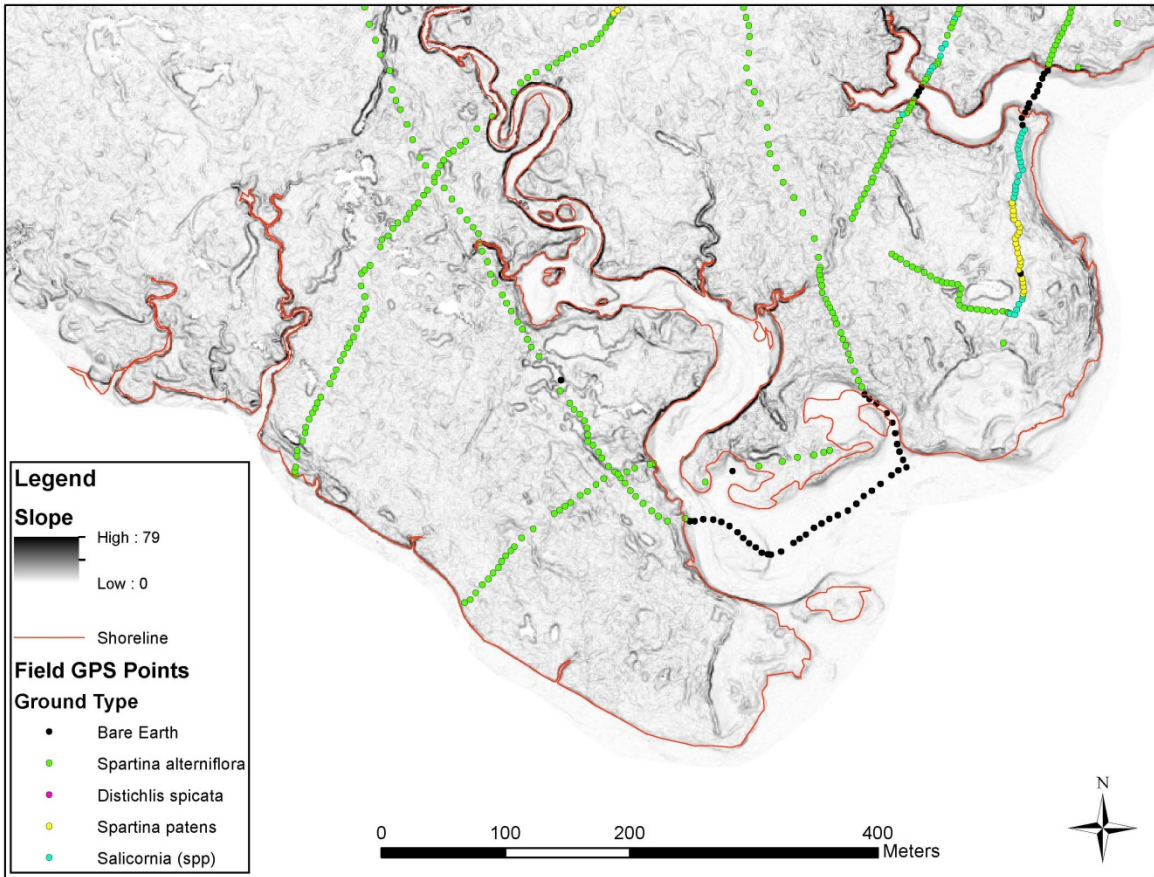 Legend
Slope
High : 79
Low : 0
Shoreline
Field GPS Points
Ground Type
Bare Earth
Spartina alterniflora
Distichlis spicata
Spartina patens
Salicornia (spp)
0 100 200 400
Meters
N